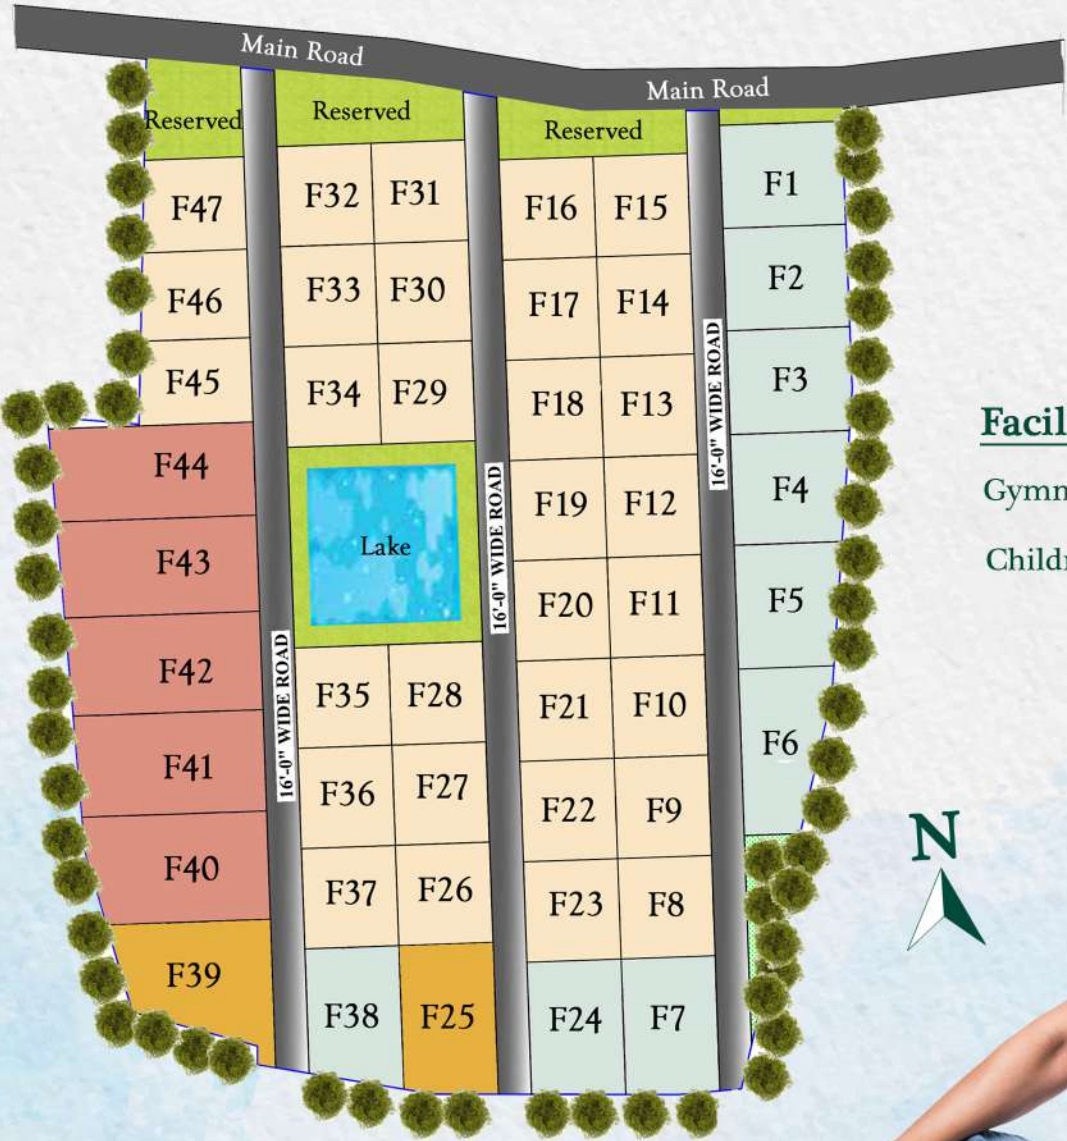 Main Road
Main Road
Reserved
Reserved
Reserved
F47
F46
F45
F44
F43
F42
F41
F40
F39
16'-0" WIDE ROAD
F32 F31
F33 F30
F34 F29
Lake
F35 F28
F36 F27
F37 F26
F38 F25
16'-0" WIDE ROAD
F16 F15
F17 F14
F18 F13
F19 F12
F20 F11
F21 F10
F22 F9
F23 F8
F24 F7
16'-0" WIDE ROAD
F1
F2
F3
F4
F5
F6
Facil
Gymn
Childr
N